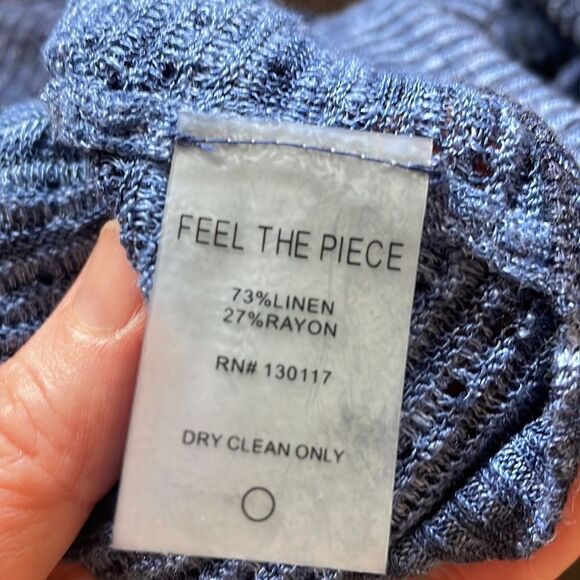 FEEL THE PIECE
73%LINEN
27%RAYON
RN# 130117
DRY CLEAN ONLY